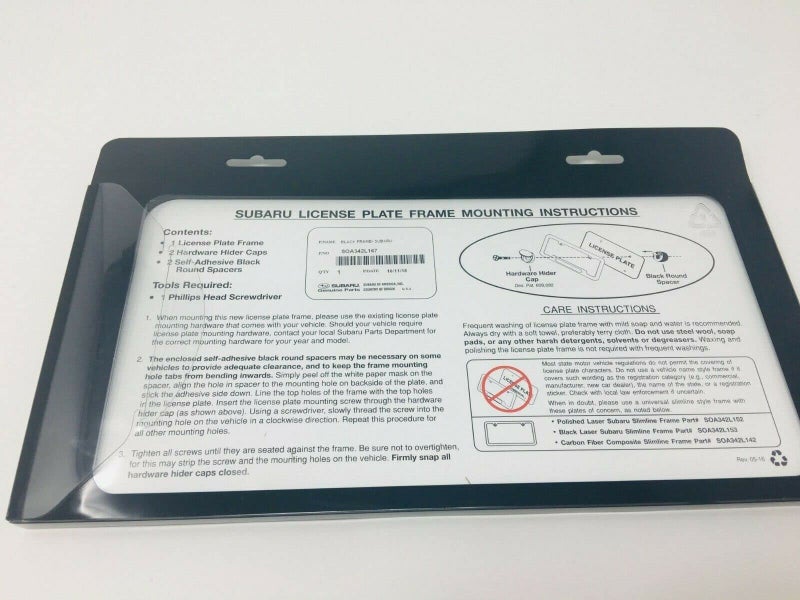 SUBARU LICENSE PLATE FRAME MOUNTING INSTRUCTIONS
Contents:
• 1 License Plate Frame
• 2 Hardware Hider Caps
• 2 Self-Adhesive Black
Round Spacers
Tools Required:
• 1 Phillips Head Screwdriver
BLACK FRAME- SUBARU
PNO SOA342L167
QTY 1 PDATE 10/11/18
SUBARU SUBARU OF AMERICA, INC.
Genuine Parts COUNTRY OF ORIGIN U.S.A
LICENSE PLATE
Hardware Hider
Cap
Black Round
Spacer
1. When mounting this new license plate frame, please use the existing license plate
mounting hardware that comes with your vehicle. Should your vehicle require
license plate mounting hardware, contact your local Subaru Parts Department for
the correct mounting hardware for your year and model.
2. The enclosed self-adhesive black round spacers may be necessary on some
vehicles to provide adequate clearance, and to keep the frame mounting
hole tabs from bending inwards. Simply peel off the white paper mask on the
spacer, align the hole in spacer to the mounting hole on backside of the plate, and
stick the adhesive side down. Line the top holes of the frame with the top holes
in the license plate. Insert the license plate mounting screw through the hardware
hider cap (as shown above). Using a screwdriver, slowly thread the screw into the
mounting hole on the vehicle in a clockwise direction. Repeat this procedure for
all other mounting holes.
3. Tighten all screws until they are seated against the frame. Be sure not to overtighten,
for this may strip the screw and the mounting holes on the vehicle. Firmly snap all
hardware hider caps closed.
CARE INSTRUCTIONS
Frequent washing of license plate frame with mild soap and water is recommended.
Always dry with a soft towel, preferably terry cloth. Do not use steel wool, soap
pads, or any other harsh detergents, solvents or degreasers. Waxing and
polishing the license plate frame is not required with frequent washings.
LICENSE PLATE
Most state motor vehicle regulations do not permit the covering of
license plate characters. Do not use a vehicle name style frame if it
covers such wording as the registration category (e.g., commercial,
manufacturer, new car dealer), the name of the state, or a registration
sticker. Check with local law enforcement if uncertain.
When in doubt, please use a universal slimline style frame with
these plates of concern, as noted below.
• Polished Laser Subaru Slimline Frame Part# SOA342L152
• Black Laser Subaru Slimline Frame Part# SOA342L153
• Carbon Fiber Composite Slimline Frame Part# SOA342L142
Rev. 05-16